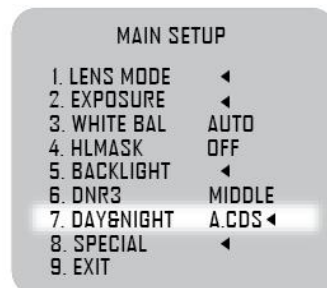 MAIN SETUP
1. LENS MODE ◄
2. EXPOSURE ◄
3. WHITE BAL AUTO
4. HLMASK OFF
5. BACKLIGHT ◄
6. DNR3 MIDDLE
7. DAY&NIGHT A.CDS◄
8. SPECIAL ◄
9. EXIT